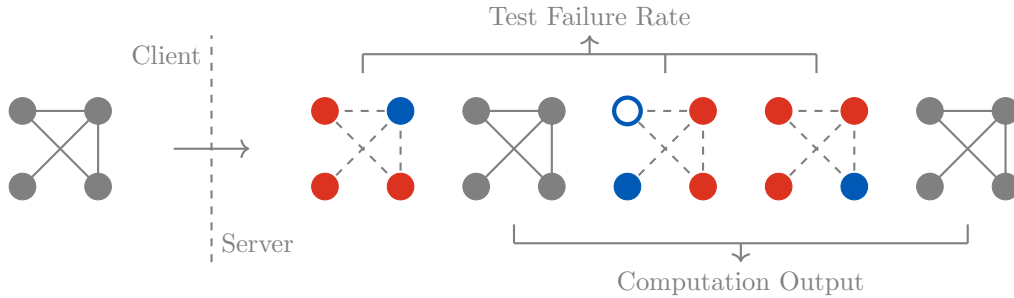 Test Failure Rate
Client
Server
Computation Output